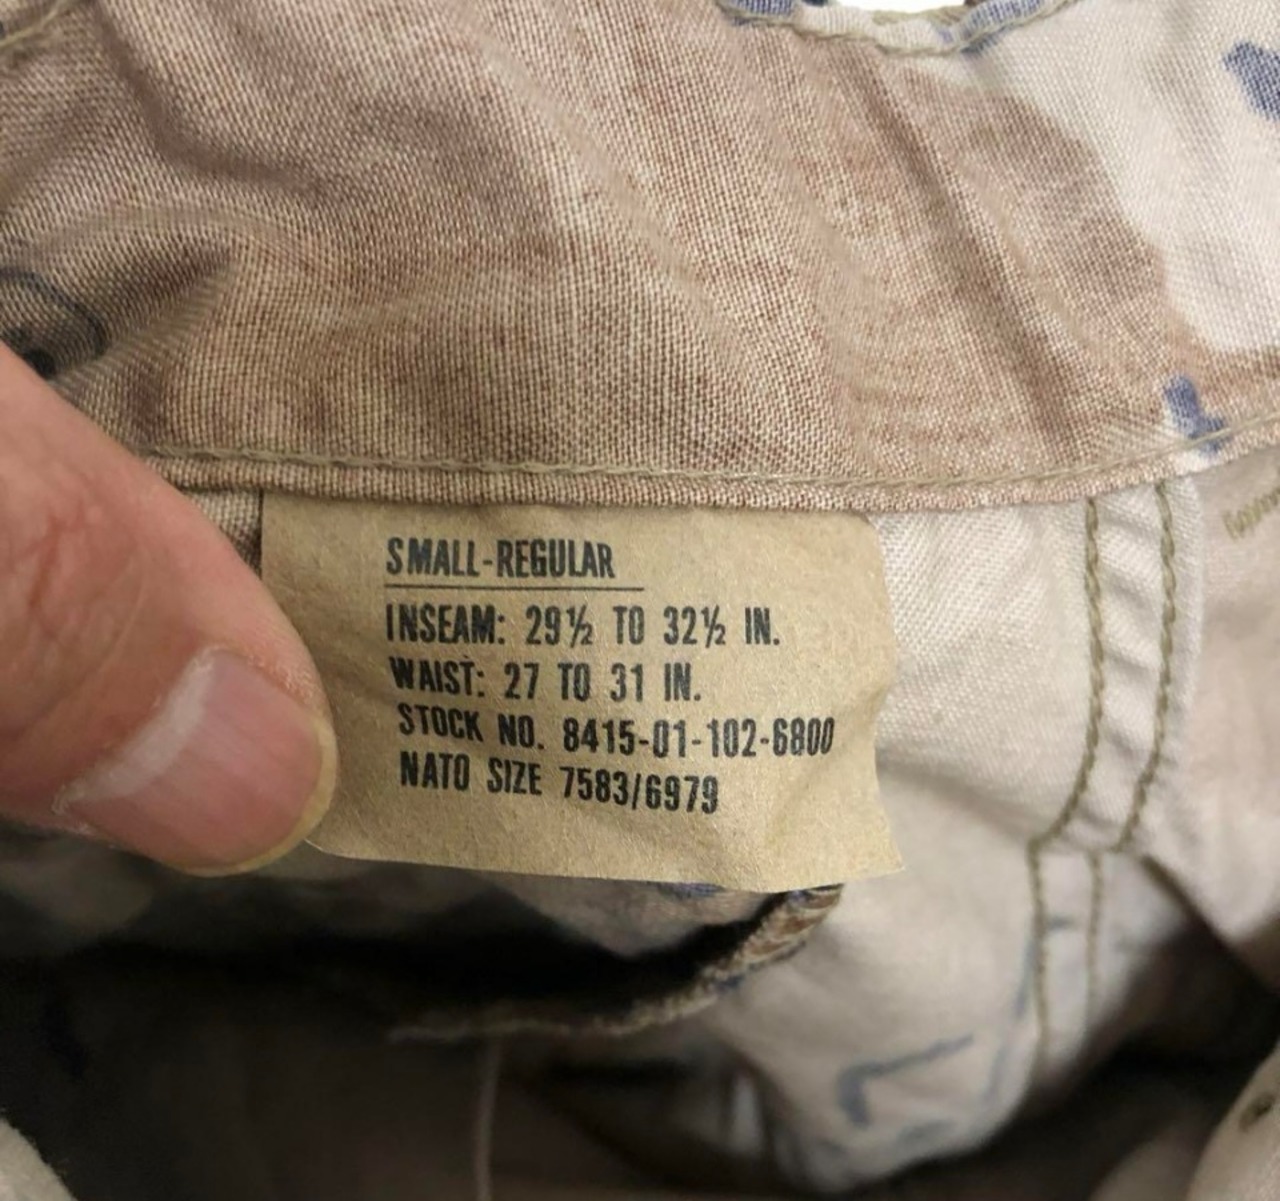 SMALL-REGULAR
INSEAM: 29½ TO 32½ IN.
WAIST: 27 TO 31 IN.
STOCK NO. 8415-01-102-6800
NATO SIZE 7583/6979